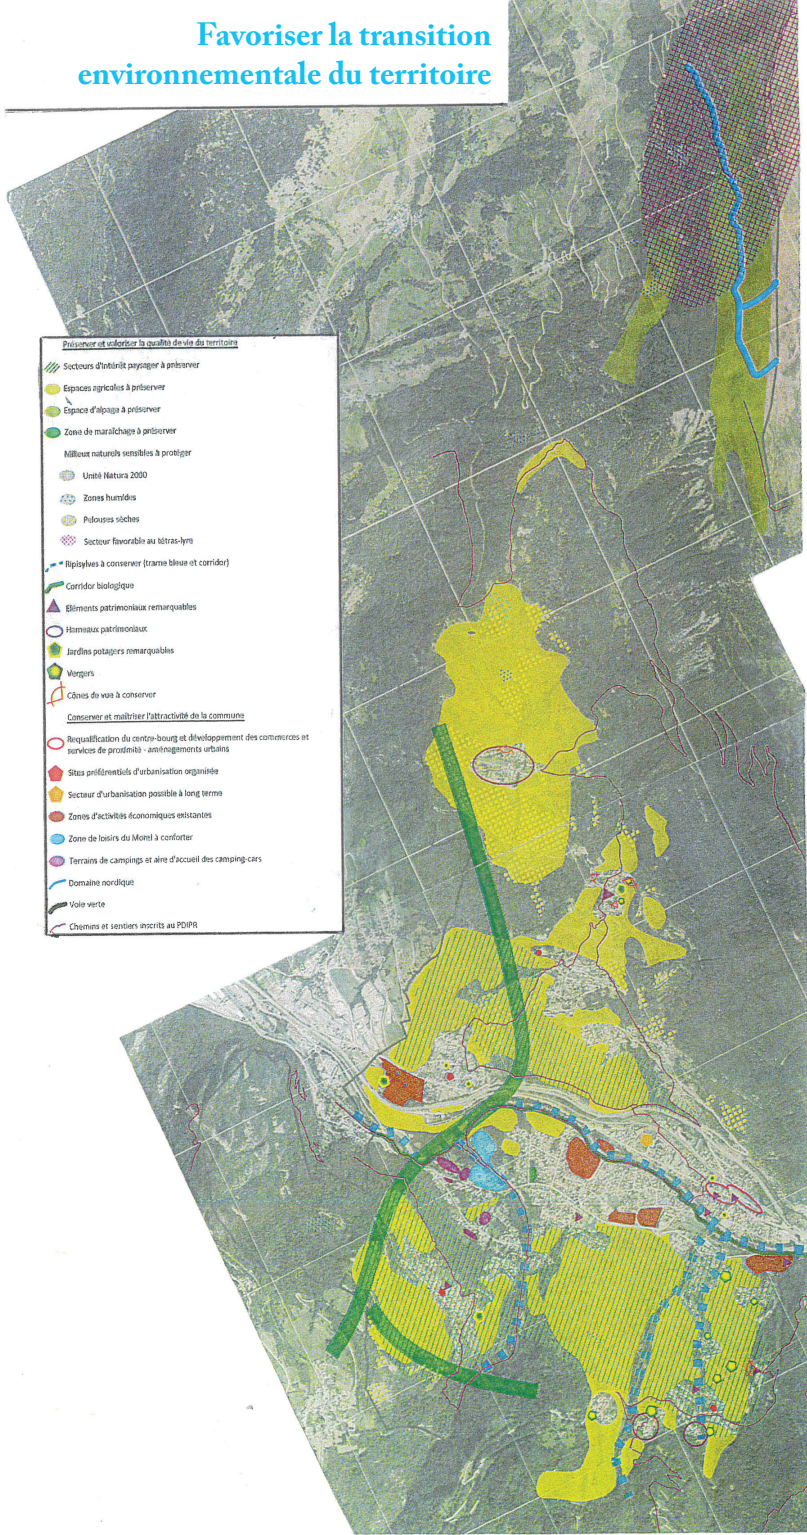 Favoriser la transition
environnementale du territoire
Préserver et valoriser la qualité de vie du territoire
Secteurs d'intérêt paysager à préserver
Espaces agricoles à préserver
Espace d'alpage à préserver
Zone de maraîchage à préserver
Milieux naturels sensibles à protéger
Unité Natura 2000
Zones humides
Pelouses sèches
Secteur favorable au tétras-lyre
Ripisylves à conserver (trame bleue et corridor)
Corridor biologique
Eléments patrimoniaux remarquables
Hameaux patrimoniaux
Jardins potagers remarquables
Vergers
Cônes de vue à conserver
Conserver et maîtriser l'attractivité de la commune
Requalification du centre-bourg et développement des commerces et
services de proximité - aménagements urbains
Sites préférentiels d'urbanisation organisée
Secteur d'urbanisation possible à long terme
Zones d'activités économiques existantes
Zone de loisirs du Morel à conforter
Terrains de campings et aire d'accueil des camping-cars
Domaine nordique
Voie verte
Chemins et sentiers inscrits au PDIPR